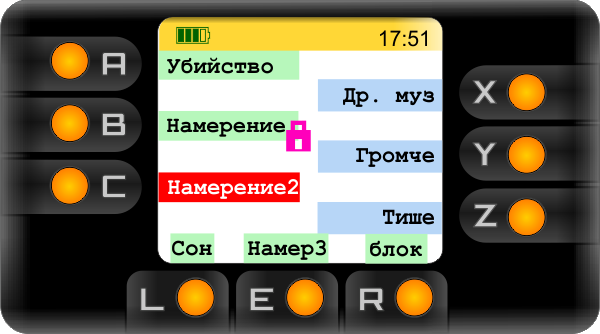 17:51
A
Убийство
Др. муз
X
B
Намерение
Громче
Y
C
Намерение2
Тише
Z
Сон
Намер3
блок
L
E
R